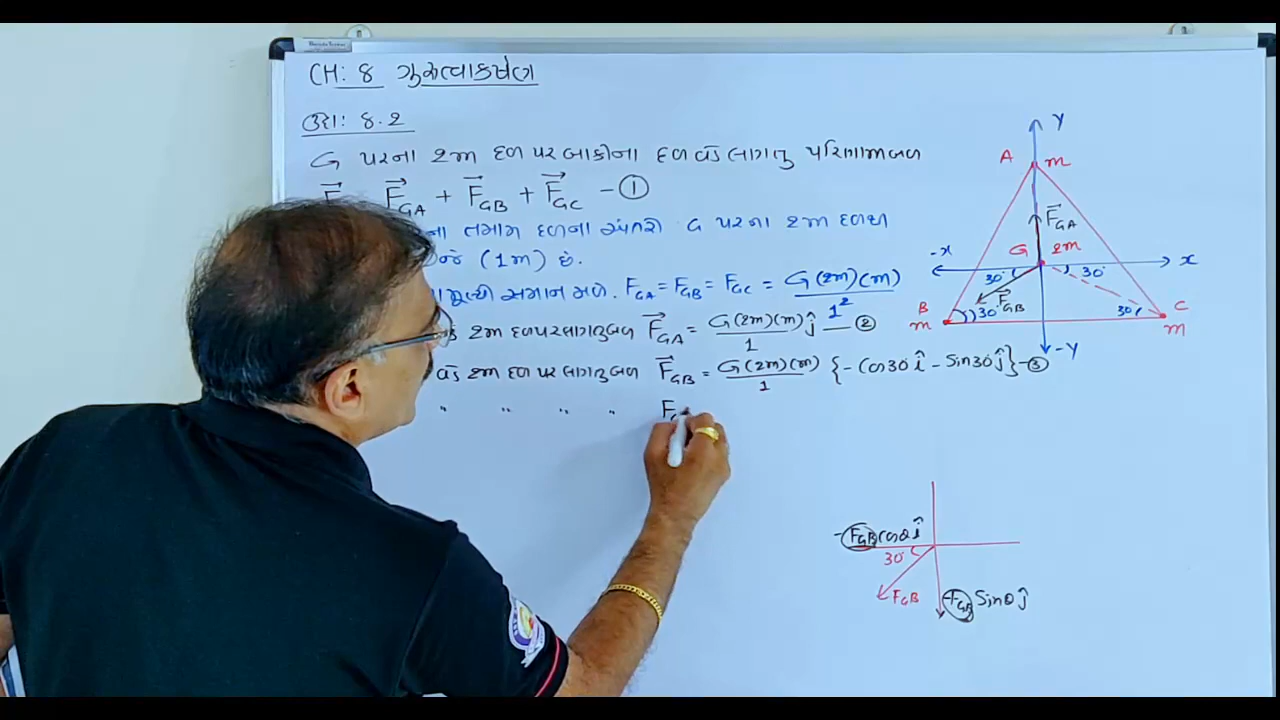 CH: 8 ગુરુત્વાકર્ષણ
ઉદા: 8.2
G પરના 2m દળ પર બાકીના દળ વડે લાગતુ પરિણામ બળ
F⃗GA + F⃗GB + F⃗GC – ①
ના તમામ દળના અંતરો G પરના 2m દળથી
(1m) છે.
મૂલ્યો સમાન મળે. FGA = FGB = FGC = G(2m)(m) / 1²
2m દળ પર લાગતુ બળ F⃗GA = G(2m)(m) / 1 ĵ — ②
વડે 2m દળ પર લાગતુ બળ F⃗GB = G(2m)(m) / 1 {- Cos30° î - Sin30° ĵ} – ③
" " " " FG
Y
A m
F⃗GA
G 2m
-X
X
30° 30°
FGB
B m 30° 30° C m
-Y
- FGB cosθ î
30°
FGB
-FGB Sinθ ĵ